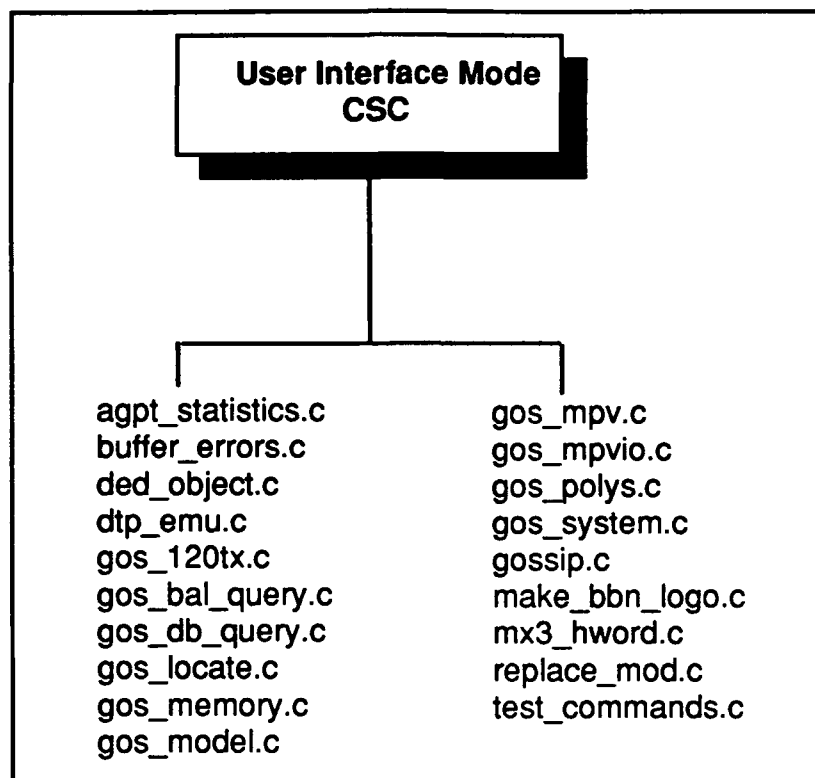 User Interface Mode
CSC
agpt_statistics.c
buffer_errors.c
ded_object.c
dtp_emu.c
gos_120tx.c
gos_bal_query.c
gos_db_query.c
gos_locate.c
gos_memory.c
gos_model.c
gos_mpv.c
gos_mpvio.c
gos_polys.c
gos_system.c
gossip.c
make_bbn_logo.c
mx3_hword.c
replace_mod.c
test_commands.c